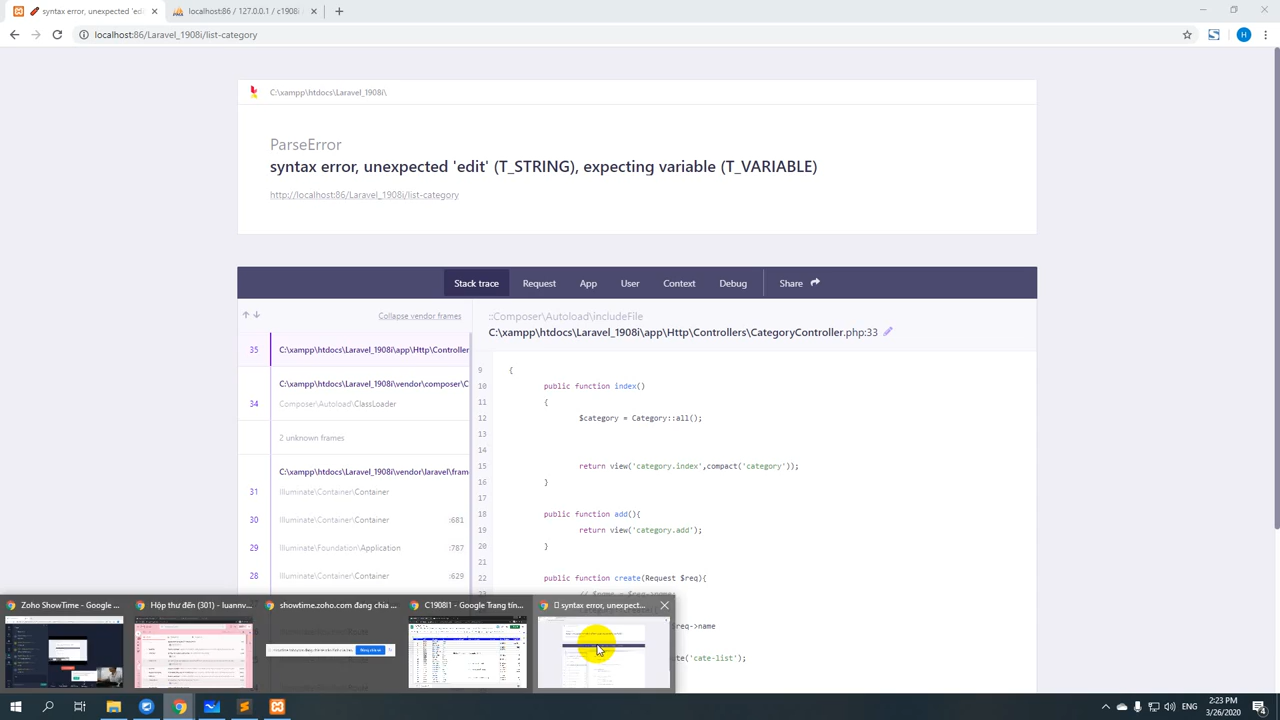 syntax error, unexpected 'edi
localhost:86 / 127.0.0.1 / c1908i
localhost:86/Laravel_1908i/list-category
H
C:\xampp\htdocs\Laravel_1908i\
ParseError
syntax error, unexpected 'edit' (T_STRING), expecting variable (T_VARIABLE)
http://localhost:86/Laravel_1908i/list-category
Stack trace
Request
App
User
Context
Debug
Share
Collapse vendor frames
35
C:\xampp\htdocs\Laravel_1908i\app\Http\Controller
C:\xampp\htdocs\Laravel_1908i\vendor\composer\C
34
Composer\Autoload\ClassLoader
2 unknown frames
C:\xampp\htdocs\Laravel_1908i\vendor\laravel\fram
31
Illuminate\Container\Container
30
Illuminate\Container\Container
:681
29
Illuminate\Foundation\Application
:787
28
Illuminate\Container\Container
:629
::Composer\Autoload\includeFile
C:\xampp\htdocs\Laravel_1908i\app\Http\Controllers\CategoryController.php:33
9 {
10 public function index()
11 {
12 $category = Category::all();
13
14
15 return view('category.index',compact('category'));
16 }
17
18 public function add(){
19 return view('category.add');
20 }
21
22 public function create(Request $req){
req->name
te('cate-list');
Zoho ShowTime - Google ...
Hộp thư đến (301) - luannv...
showtime.zoho.com đang chia ...
C1908I1 - Google Trang tín...
syntax error, unexpect...
2:23 PM
3/26/2020
4